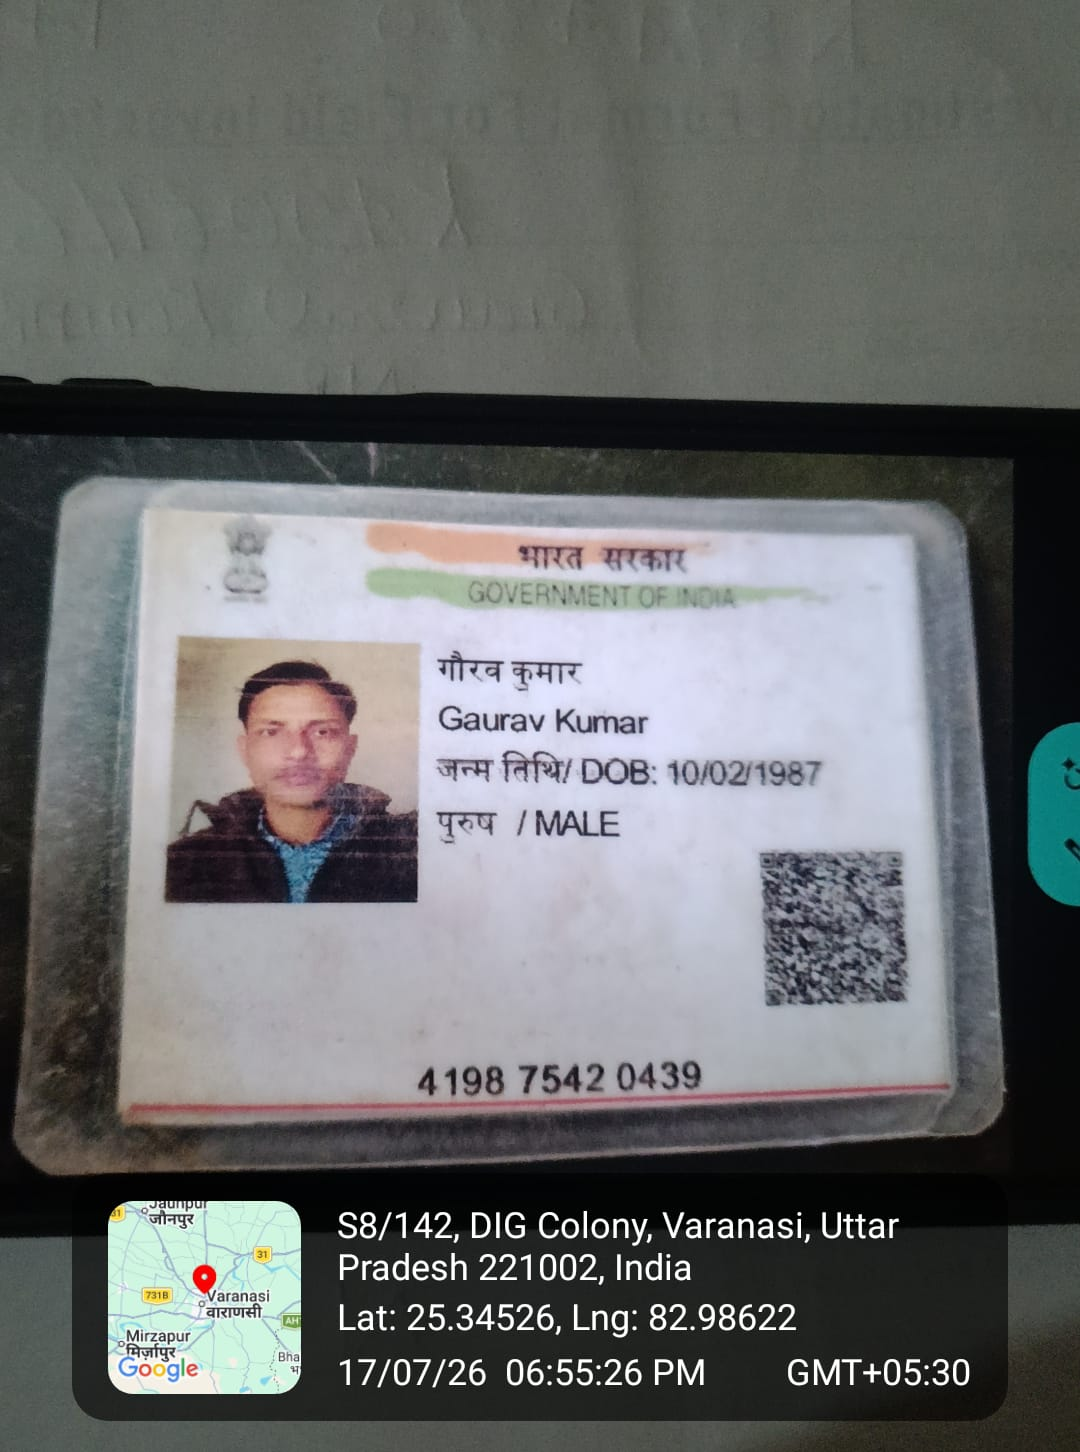 भारत सरकार
GOVERNMENT OF INDIA
गौरव कुमार
Gaurav Kumar
जन्म तिथि/ DOB: 10/02/1987
पुरुष / MALE
4198 7542 0439
जौनपुर
31
731B
Varanasi
वाराणसी
Mirzapur
मिर्ज़ापुर
Google
S8/142, DIG Colony, Varanasi, Uttar
Pradesh 221002, India
Lat: 25.34526, Lng: 82.98622
17/07/26 06:55:26 PM GMT+05:30